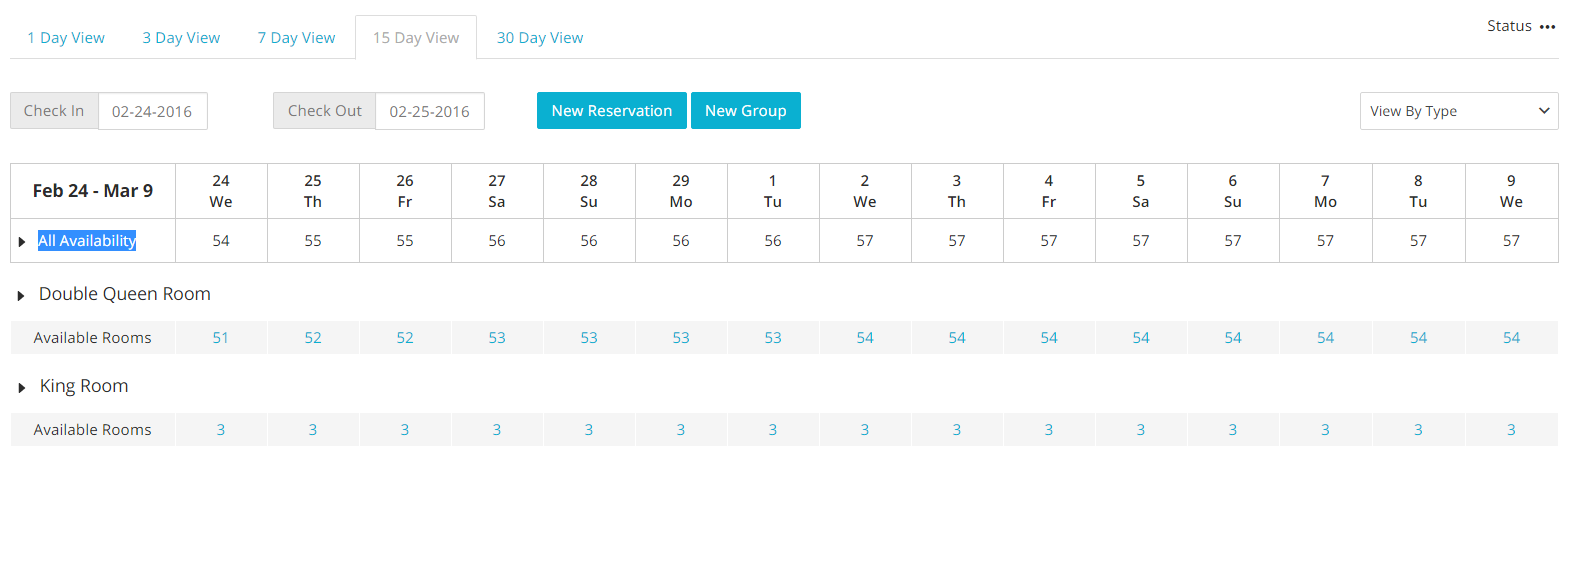 Status •••
1 Day View 3 Day View 7 Day View 15 Day View 30 Day View
Check In 02-24-2016 Check Out 02-25-2016 New Reservation New Group View By Type
Feb 24 - Mar 9 24 25 26 27 28 29 1 2 3 4 5 6 7 8 9
We Th Fr Sa Su Mo Tu We Th Fr Sa Su Mo Tu We
All Availability 54 55 55 56 56 56 56 57 57 57 57 57 57 57 57
Double Queen Room
Available Rooms 51 52 52 53 53 53 53 54 54 54 54 54 54 54 54
King Room
Available Rooms 3 3 3 3 3 3 3 3 3 3 3 3 3 3 3